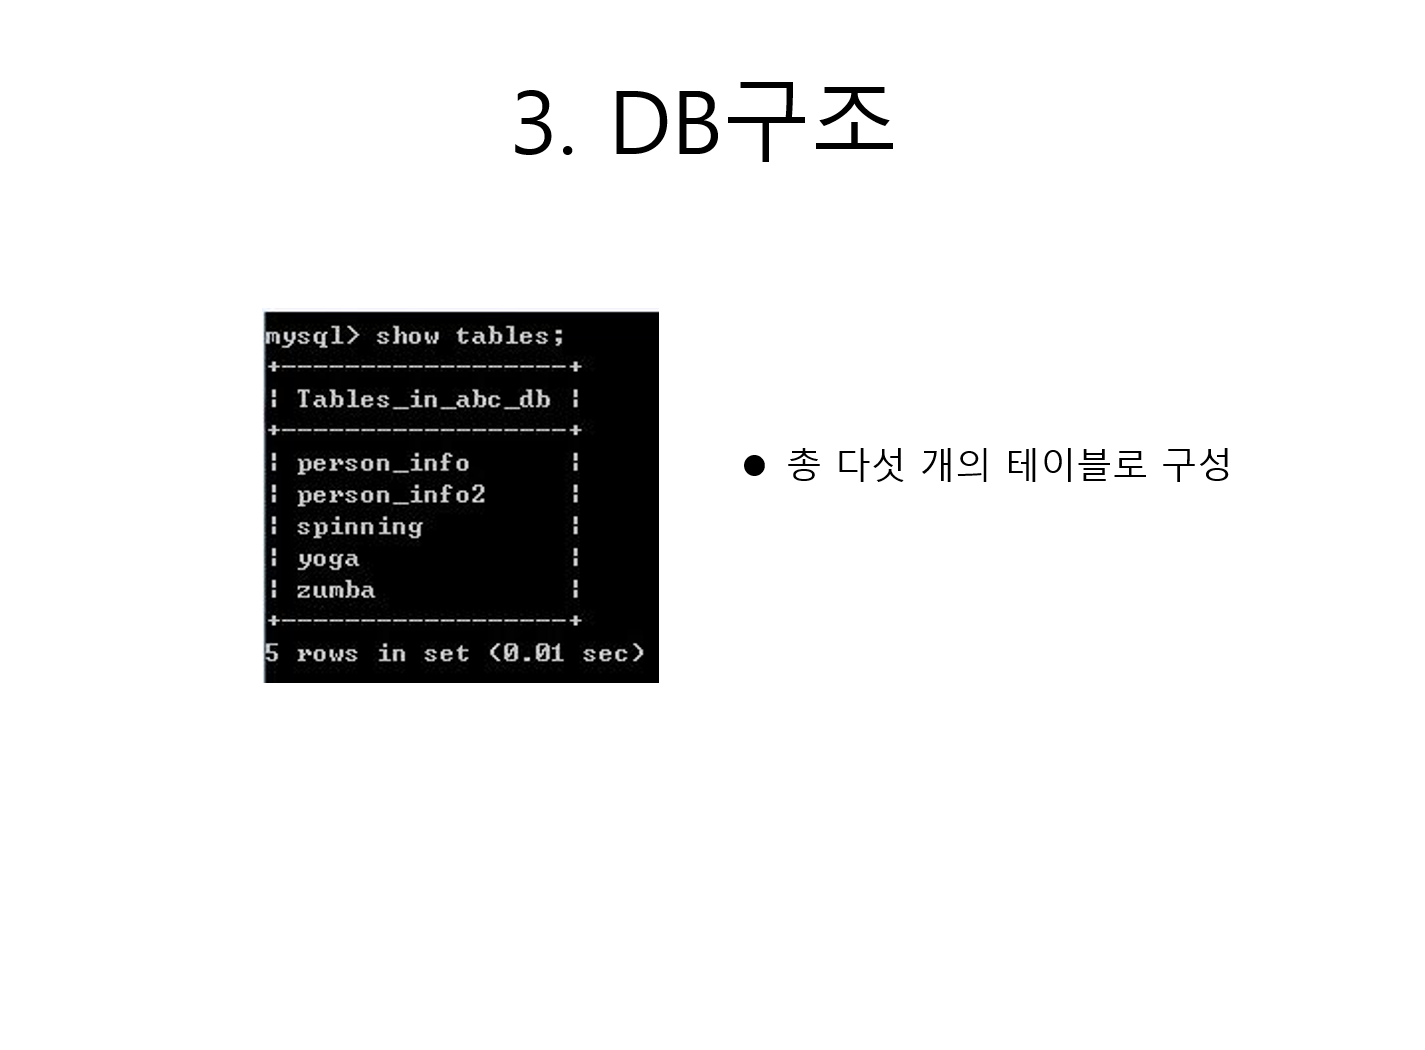 3. DB구조
mysql> show tables;
+------------------+
| Tables_in_abc_db |
+------------------+
| person_info      |
| person_info2     |
| spinning         |
| yoga             |
| zumba            |
+------------------+
5 rows in set (0.01 sec)
● 총 다섯 개의 테이블로 구성